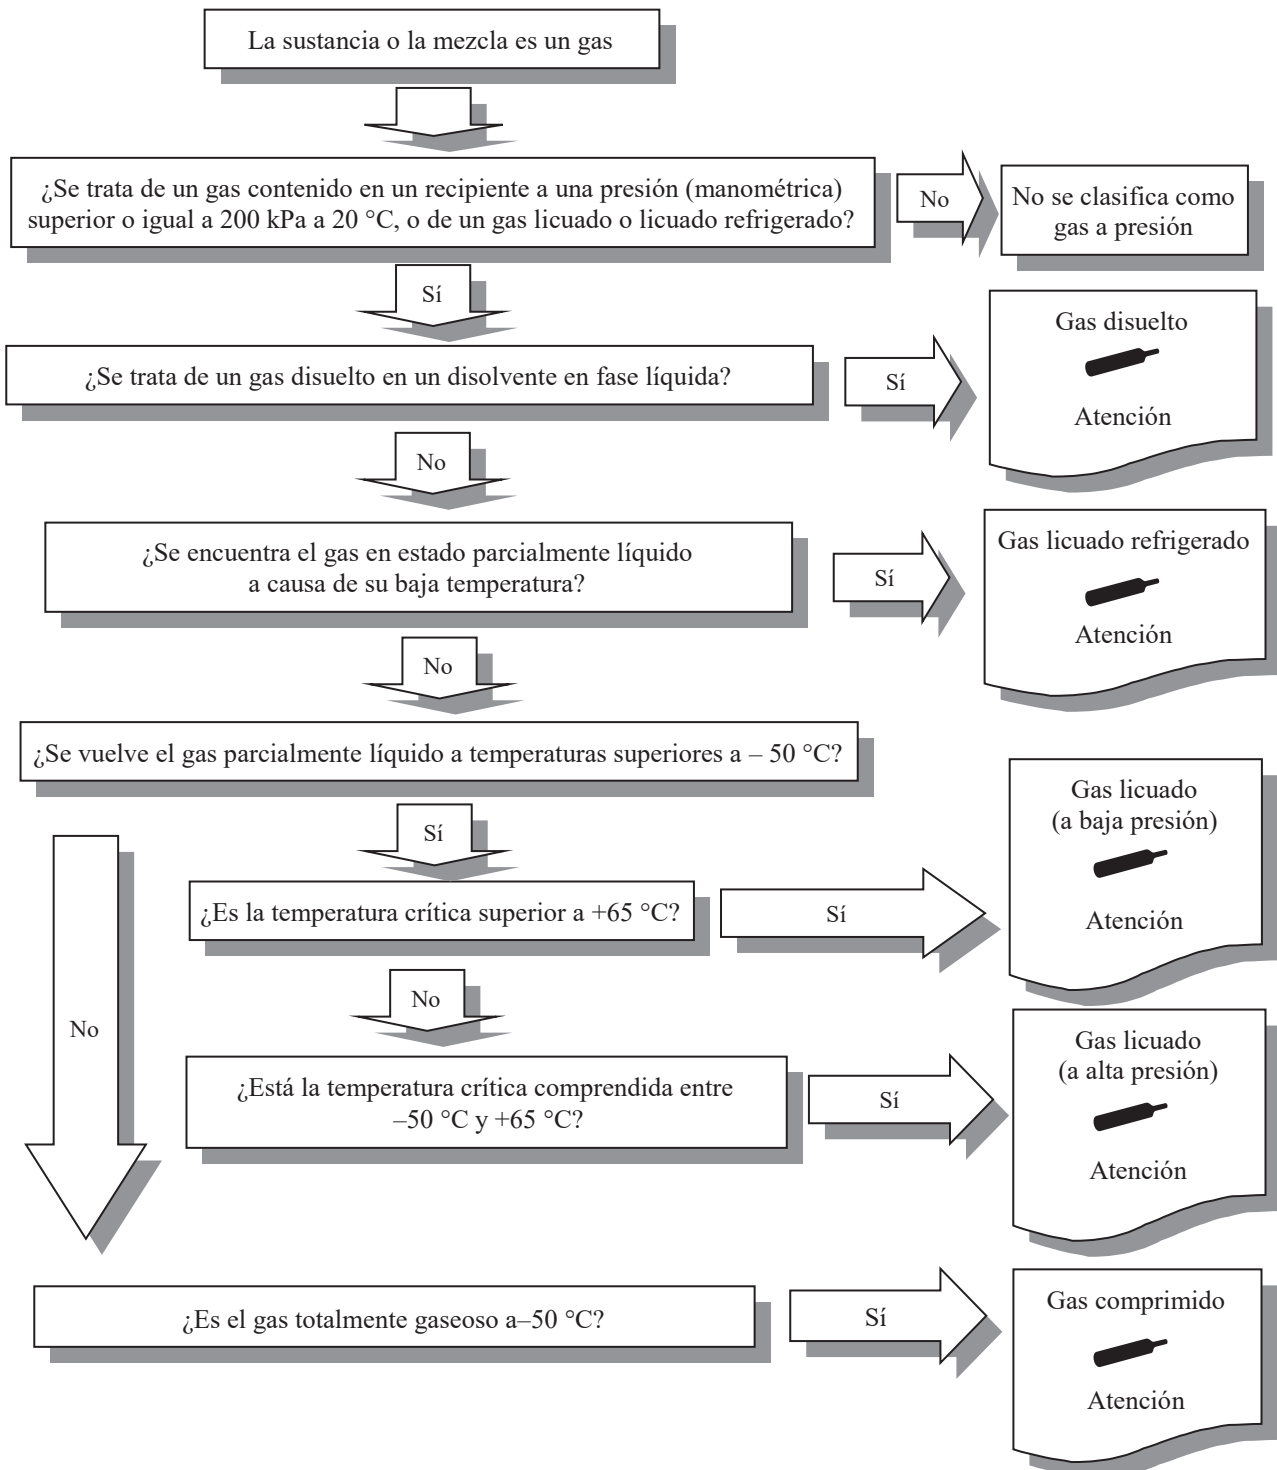 La sustancia o la mezcla es un gas
¿Se trata de un gas contenido en un recipiente a una presión (manométrica)
superior o igual a 200 kPa a 20 °C, o de un gas licuado o licuado refrigerado?
No
No se clasifica como
gas a presión
Sí
¿Se trata de un gas disuelto en un disolvente en fase líquida?
Sí
Gas disuelto
Atención
No
¿Se encuentra el gas en estado parcialmente líquido
a causa de su baja temperatura?
Sí
Gas licuado refrigerado
Atención
No
¿Se vuelve el gas parcialmente líquido a temperaturas superiores a – 50 °C?
Sí
¿Es la temperatura crítica superior a +65 °C?
Sí
Gas licuado
(a baja presión)
Atención
No
¿Está la temperatura crítica comprendida entre
–50 °C y +65 °C?
Sí
Gas licuado
(a alta presión)
Atención
No
¿Es el gas totalmente gaseoso a–50 °C?
Sí
Gas comprimido
Atención